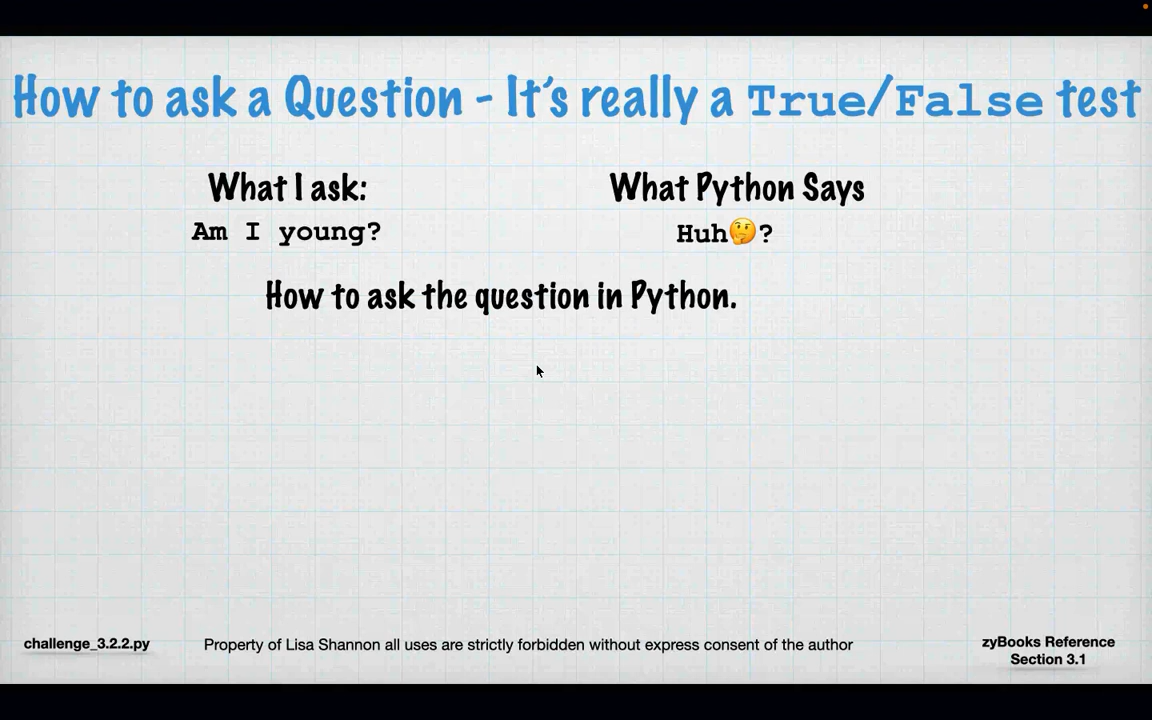 How to ask a Question - It's really a True/False test
What I ask:
What Python Says
Am I young?
Huh🤔?
How to ask the question in Python.
challenge_3.2.2.py
Property of Lisa Shannon all uses are strictly forbidden without express consent of the author
zyBooks Reference
Section 3.1